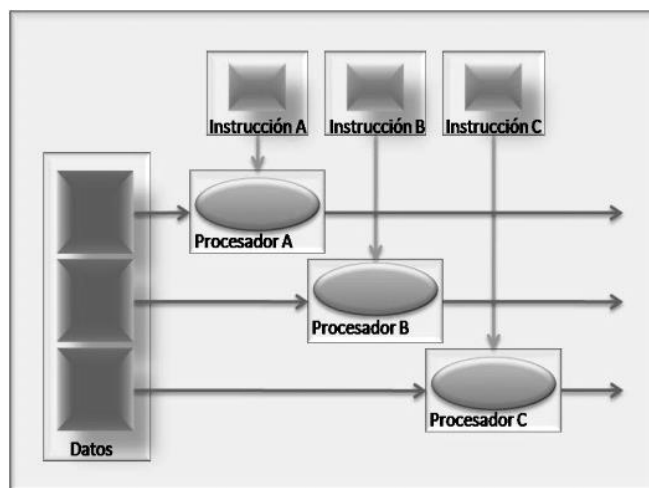 Instrucción A
Instrucción B
Instrucción C
Procesador A
Procesador B
Procesador C
Datos